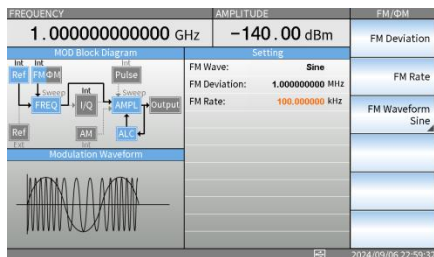 FREQUENCY AMPLITUDE FM/ΦM
1.000000000000 GHz -140.00 dBm
FM Deviation
MOD Block Diagram Setting
Int Int Int
Ref FMΦM Pulse
FM Wave: Sine
FM Deviation: 1.000000000 MHz
FM Rate
Sweep Int Sweep
FREQ I/Q AMPL Output
FM Rate: 100.000000 kHz
FM Waveform
Sine
Ref AM ALC
Ext Int
Modulation Waveform
2024/09/06 22:59:32